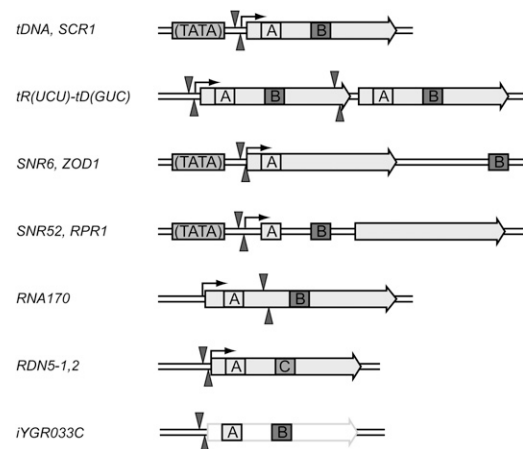 tDNA, SCR1 (TATA) A B
tR(UCU)-tD(GUC) A B A B
SNR6, ZOD1 (TATA) A B
SNR52, RPR1 (TATA) A B
RNA170 A B
RDN5-1,2 A C
iYGR033C A B